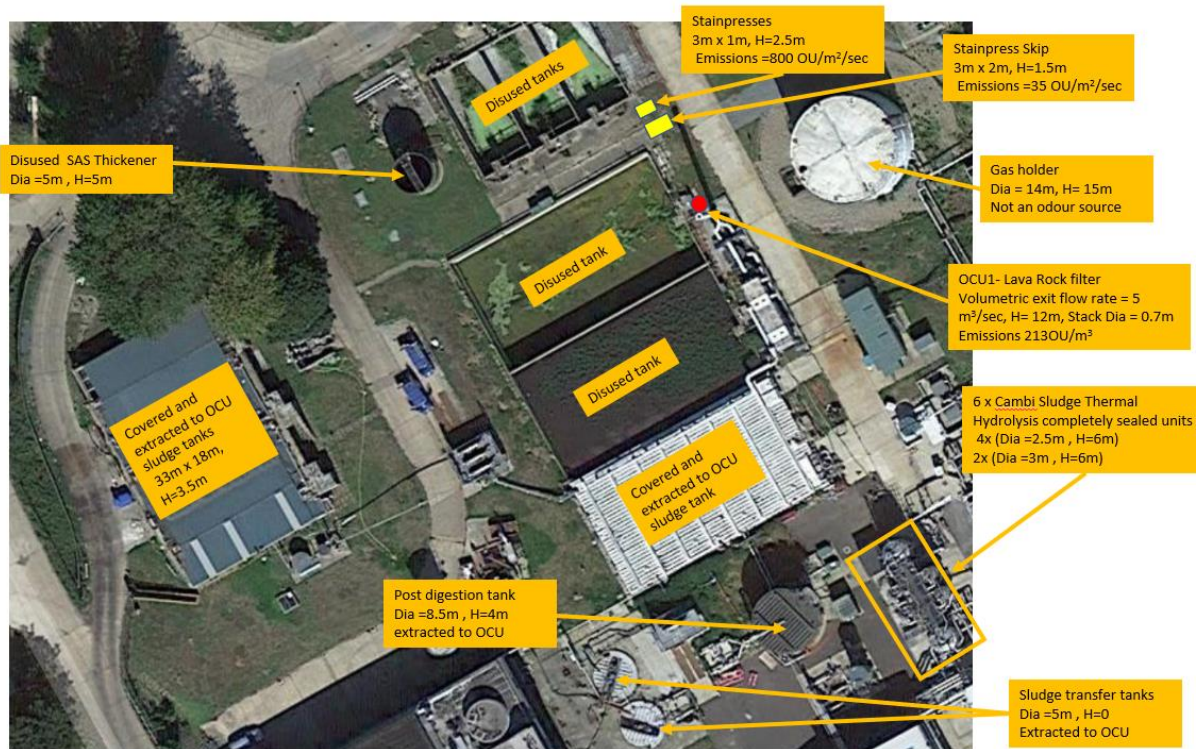 Stainpresses
3m x 1m, H=2.5m
Emissions =800 OU/m²/sec
Stainpress Skip
3m x 2m, H=1.5m
Emissions =35 OU/m²/sec
Disused tanks
Disused  SAS Thickener
Dia =5m , H=5m
Gas holder
Dia = 14m, H= 15m
Not an odour source
Disused tank
OCU1- Lava Rock filter
Volumetric exit flow rate = 5
m³/sec, H= 12m, Stack Dia = 0.7m
Emissions 213OU/m³
Disused tank
Covered and
extracted to OCU
sludge tanks
33m x 18m,
H=3.5m
6 x Cambi Sludge Thermal
Hydrolysis completely sealed units
4x (Dia =2.5m , H=6m)
2x (Dia =3m , H=6m)
Covered and
extracted to OCU
sludge tank
Post digestion tank
Dia =8.5m , H=4m
extracted to OCU
Sludge transfer tanks
Dia =5m , H=0
Extracted to OCU